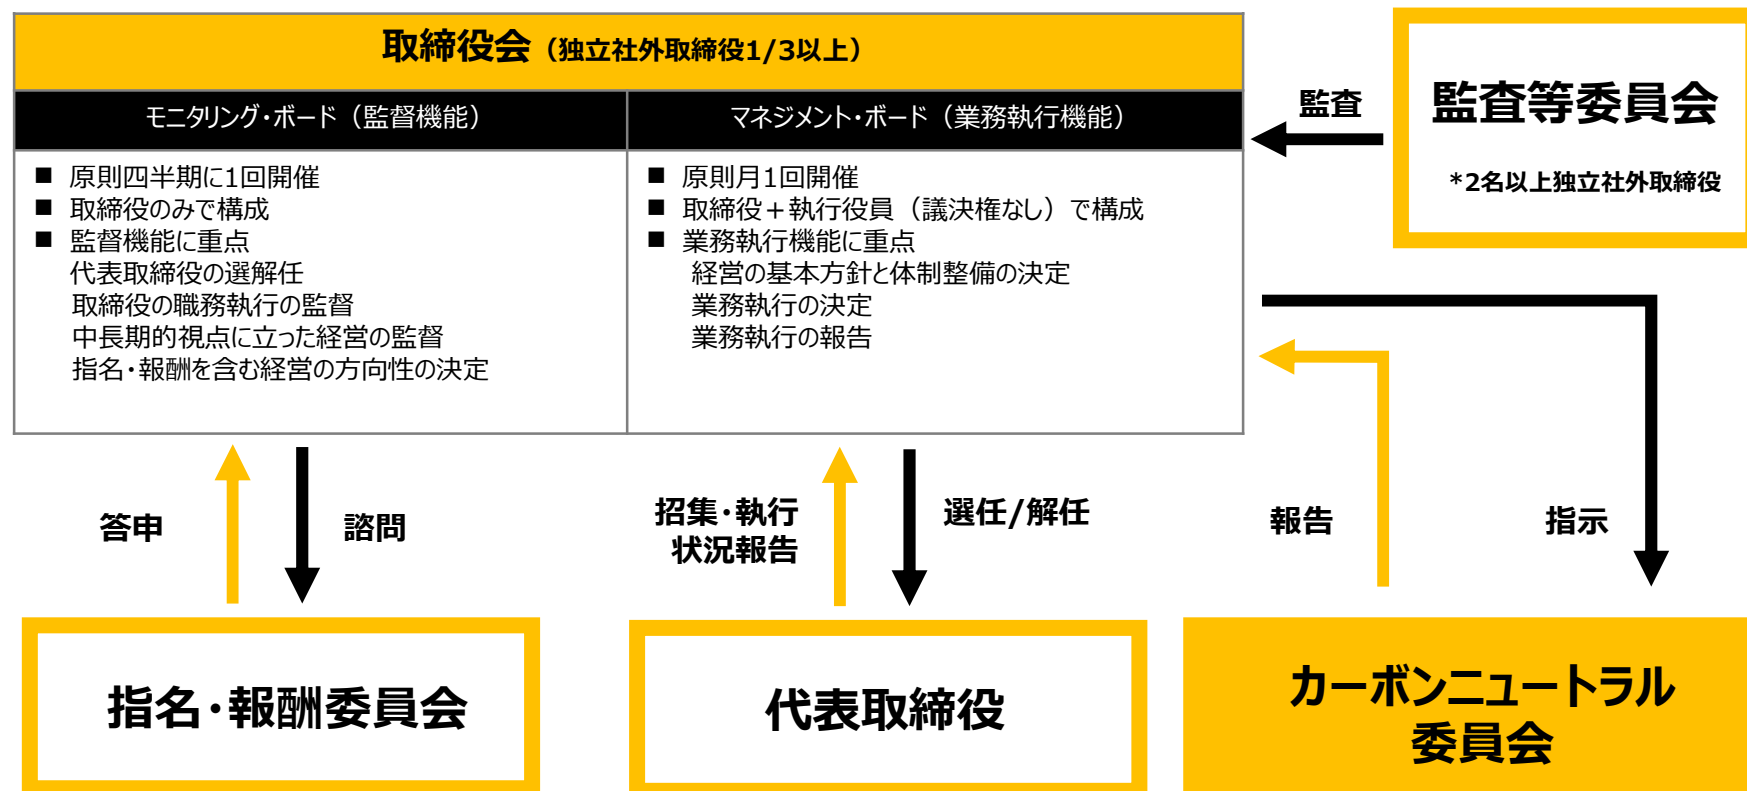 取締役会（独立社外取締役1/3以上）
モニタリング・ボード（監督機能）
■ 原則四半期に1回開催
■ 取締役のみで構成
■ 監督機能に重点
代表取締役の選解任
取締役の職務執行の監督
中長期的視点に立った経営の監督
指名・報酬を含む経営の方向性の決定
マネジメント・ボード（業務執行機能）
■ 原則月1回開催
■ 取締役＋執行役員（議決権なし）で構成
■ 業務執行機能に重点
経営の基本方針と体制整備の決定
業務執行の決定
業務執行の報告
監査
監査等委員会
*2名以上独立社外取締役
答申
諮問
招集・執行
状況報告
選任/解任
報告
指示
指名・報酬委員会
代表取締役
カーボンニュートラル
委員会